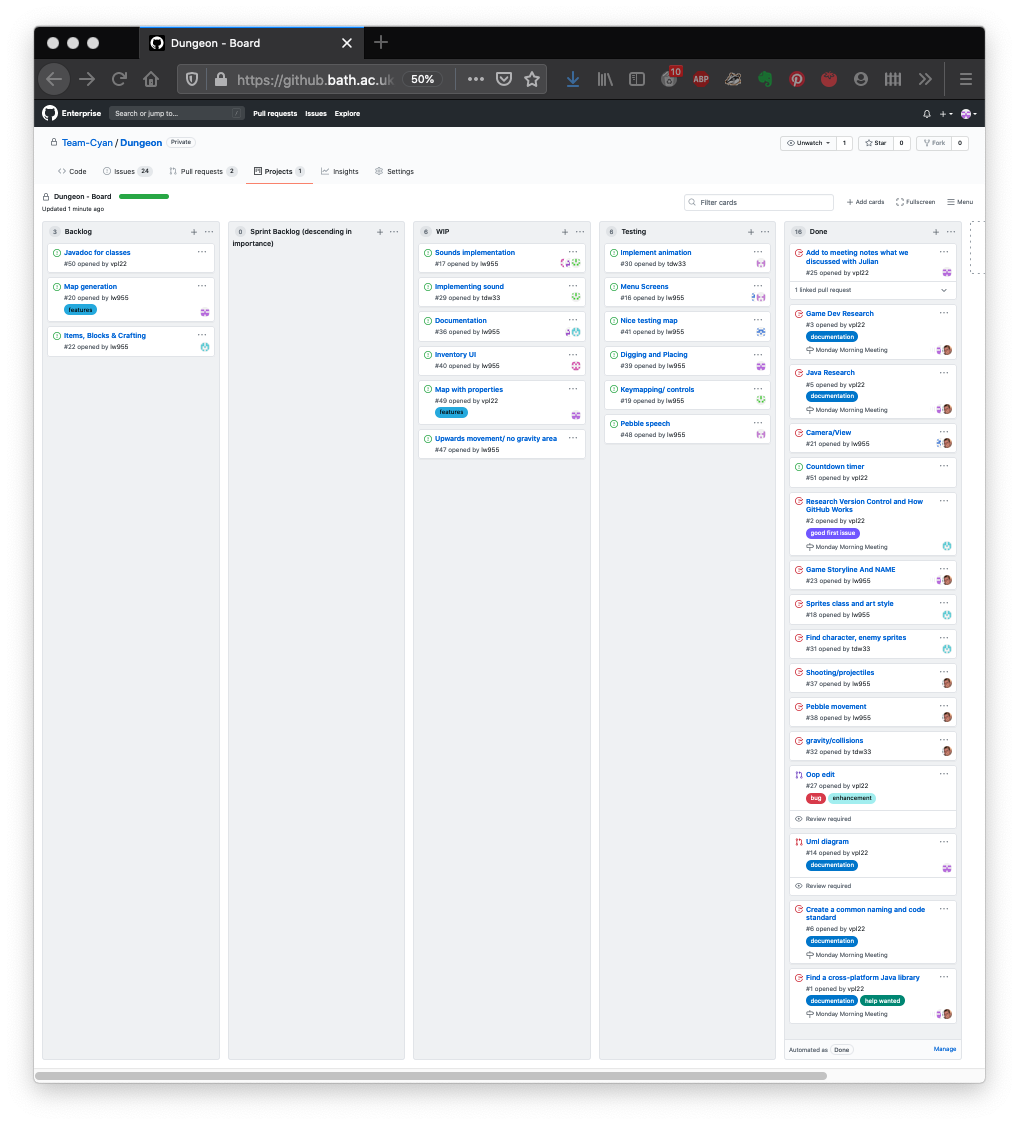 Dungeon - Board
https://github.bath.ac.uk
50%
10
ABP
Enterprise
Search or jump to...
/
Pull requests
Issues
Explore
Team-Cyan / Dungeon
Private
Unwatch
1
Star
0
Fork
0
Code
Issues 24
Pull requests 2
Projects 1
Insights
Settings
Dungeon - Board
Updated 1 minute ago
Filter cards
Add cards
Fullscreen
Menu
3 Backlog
Javadoc for classes
#50 opened by vpl22
Map generation
#20 opened by lw955
features
Items, Blocks & Crafting
#22 opened by lw955
0 Sprint Backlog (descending in
importance)
6 WIP
Sounds implementation
#17 opened by lw955
Implementing sound
#29 opened by tdw33
Documentation
#36 opened by lw955
Inventory UI
#40 opened by lw955
Map with properties
#49 opened by vpl22
features
Upwards movement/ no gravity area
#47 opened by lw955
6 Testing
Implement animation
#30 opened by tdw33
Menu Screens
#16 opened by lw955
Nice testing map
#41 opened by lw955
Digging and Placing
#39 opened by lw955
Keymapping/ controls
#19 opened by lw955
Pebble speech
#48 opened by lw955
16 Done
Add to meeting notes what we
discussed with Julian
#25 opened by vpl22
1 linked pull request
Game Dev Research
#3 opened by vpl22
documentation
Monday Morning Meeting
Java Research
#5 opened by vpl22
documentation
Monday Morning Meeting
Camera/View
#21 opened by lw955
Countdown timer
#51 opened by vpl22
Research Version Control and How
GitHub Works
#2 opened by vpl22
good first issue
Monday Morning Meeting
Game Storyline And NAME
#23 opened by lw955
Sprites class and art style
#18 opened by lw955
Find character, enemy sprites
#31 opened by tdw33
Shooting/projectiles
#37 opened by lw955
Pebble movement
#38 opened by lw955
gravity/collisions
#32 opened by tdw33
Oop edit
#27 opened by vpl22
bug enhancement
Review required
Uml diagram
#14 opened by vpl22
documentation
Review required
Create a common naming and code
standard
#6 opened by vpl22
documentation
Monday Morning Meeting
Find a cross-platform Java library
#1 opened by vpl22
documentation help wanted
Monday Morning Meeting
Automated as Done
Manage